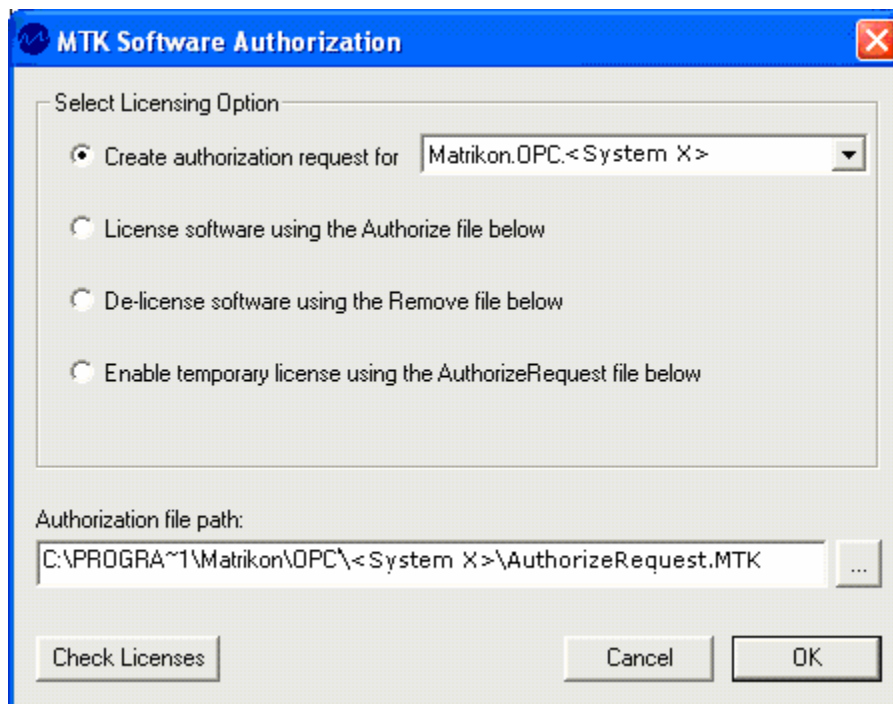 MTK Software Authorization
Select Licensing Option
Create authorization request for Matrikon.OPC.<System X>
License software using the Authorize file below
De-license software using the Remove file below
Enable temporary license using the AuthorizeRequest file below
Authorization file path:
C:\PROGRA~1\Matrikon\OPC\<System X>\AuthorizeRequest.MTK ...
Check Licenses Cancel OK